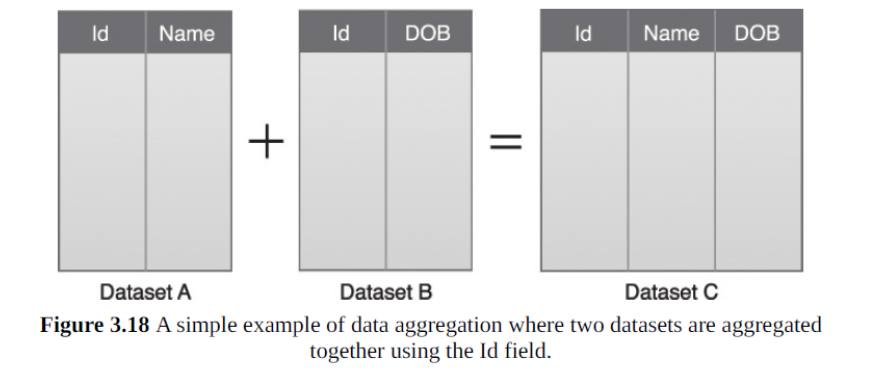 Id Name Id DOB Id Name DOB
+ =
Dataset A Dataset B Dataset C
Figure 3.18 A simple example of data aggregation where two datasets are aggregated
together using the Id field.